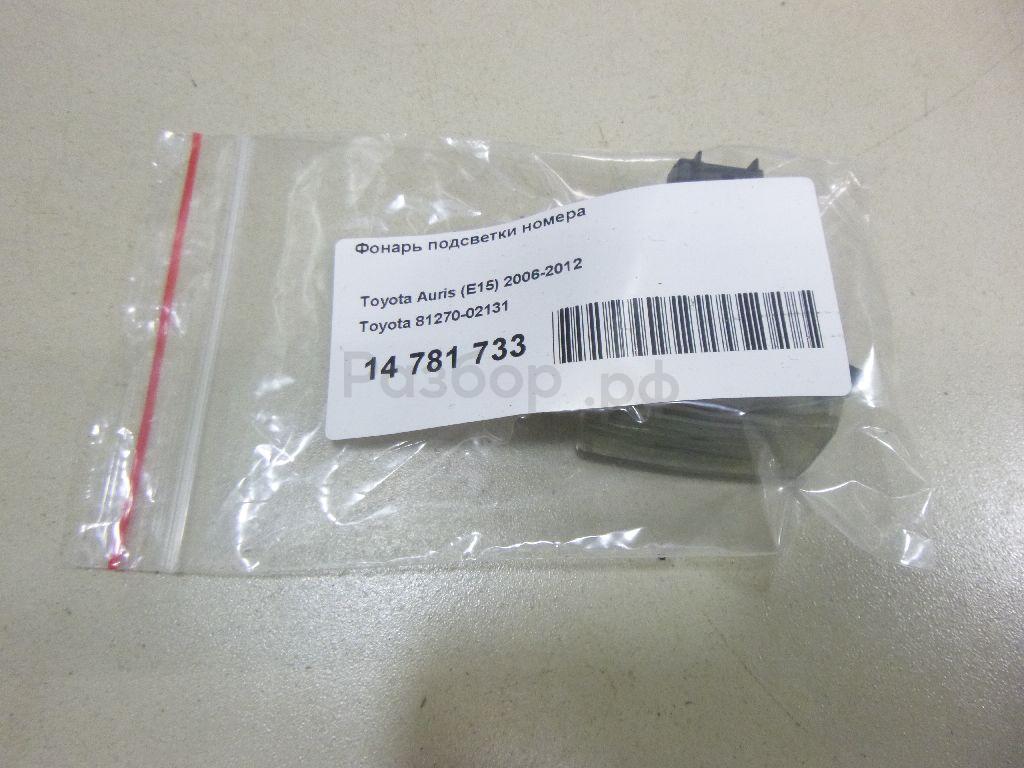 Фонарь подсветки номера
Toyota Auris (E15) 2006-2012
Toyota 81270-02131
14 781 733
Разбор.рф